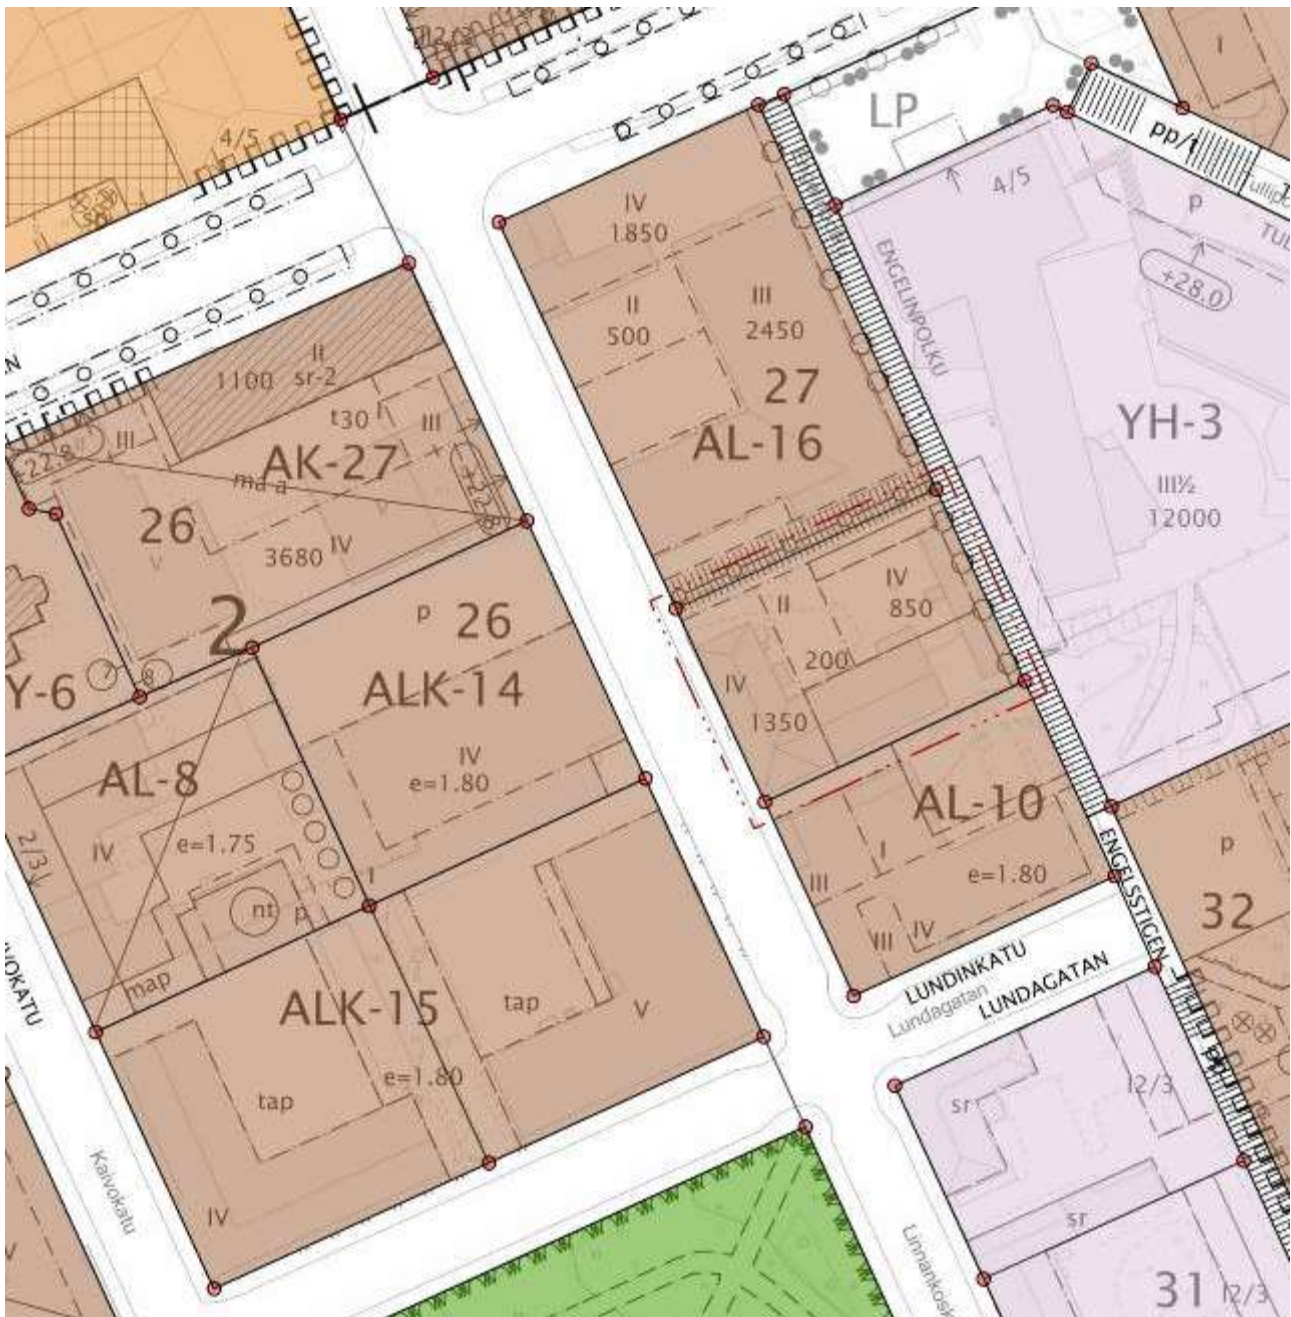 4/5
LP
pp/t
IV
1850
4/5
p
+28.0
ENGELINPOLKU
II
500
III
2450
27
AL-16
YH-3
III½
12000
II
1100
sr-2
t30
I
III
III
AK-27
ma a
26
3680
IV
2
p
26
II
IV
850
200
IV
1350
Y-6
8
ALK-14
IV
e=1.80
AL-8
2/3
IV
e=1.75
nt
p
I
map
AL-10
I
III
e=1.80
III
IV
ENGELSSTIGEN
p
32
LUNDINKATU
Lundagatan
LUNDAGATAN
ALK-15
tap
V
e=1.80
tap
IV
Kaivokatu
sr
I2/3
sr
31
I2/3